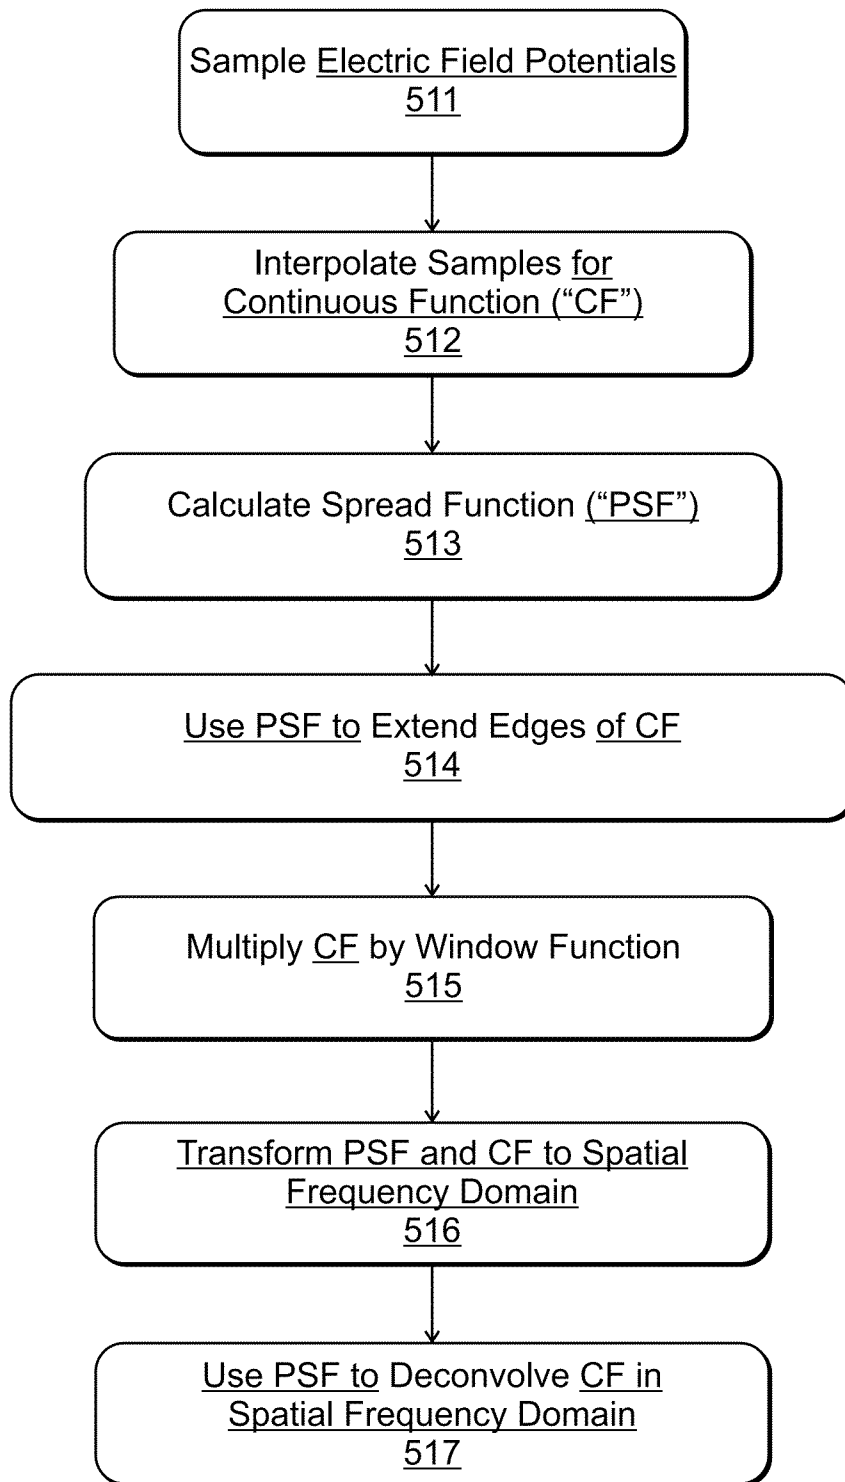 Sample Electric Field Potentials
511
Interpolate Samples for
Continuous Function (“CF”)
512
Calculate Spread Function (“PSF”)
513
Use PSF to Extend Edges of CF
514
Multiply CF by Window Function
515
Transform PSF and CF to Spatial
Frequency Domain
516
Use PSF to Deconvolve CF in
Spatial Frequency Domain
517